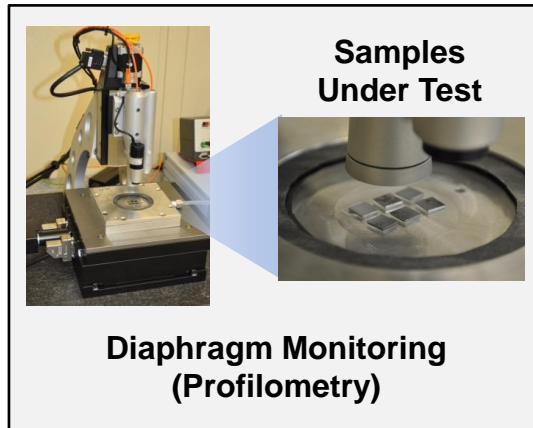 Samples
Under Test
Diaphragm Monitoring
(Profilometry)